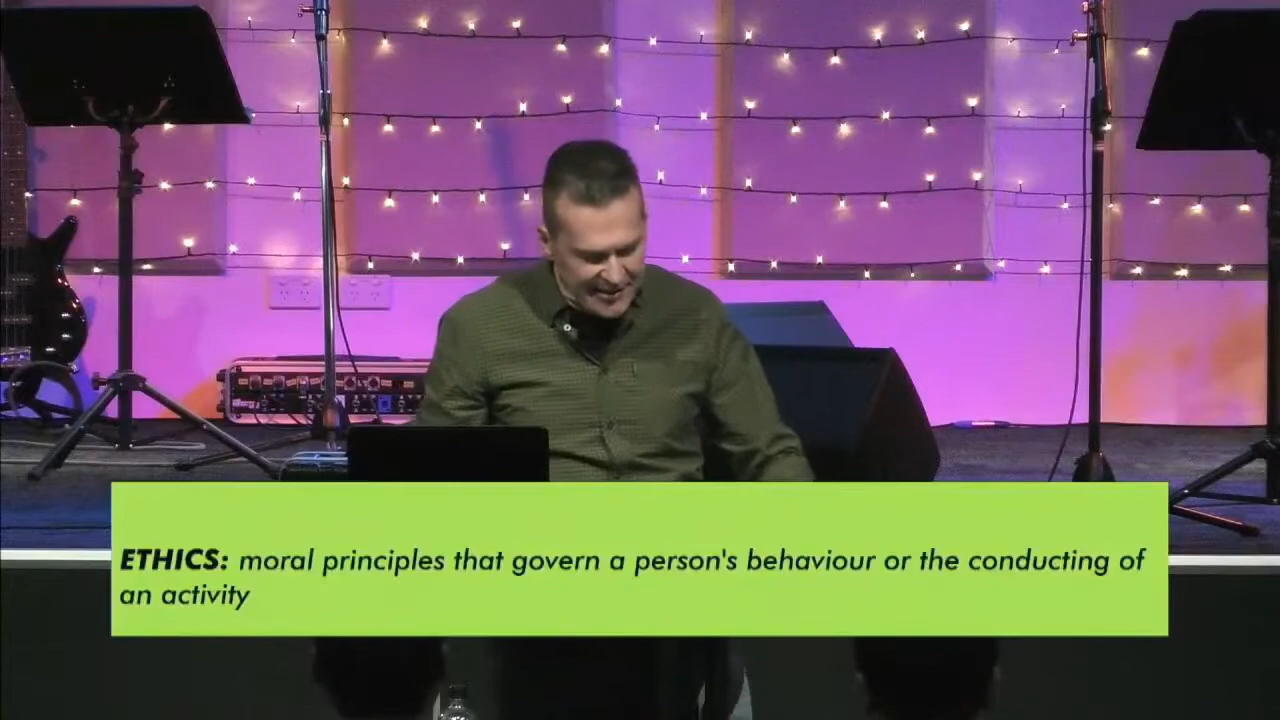 ETHICS: moral principles that govern a person's behaviour or the conducting of
an activity